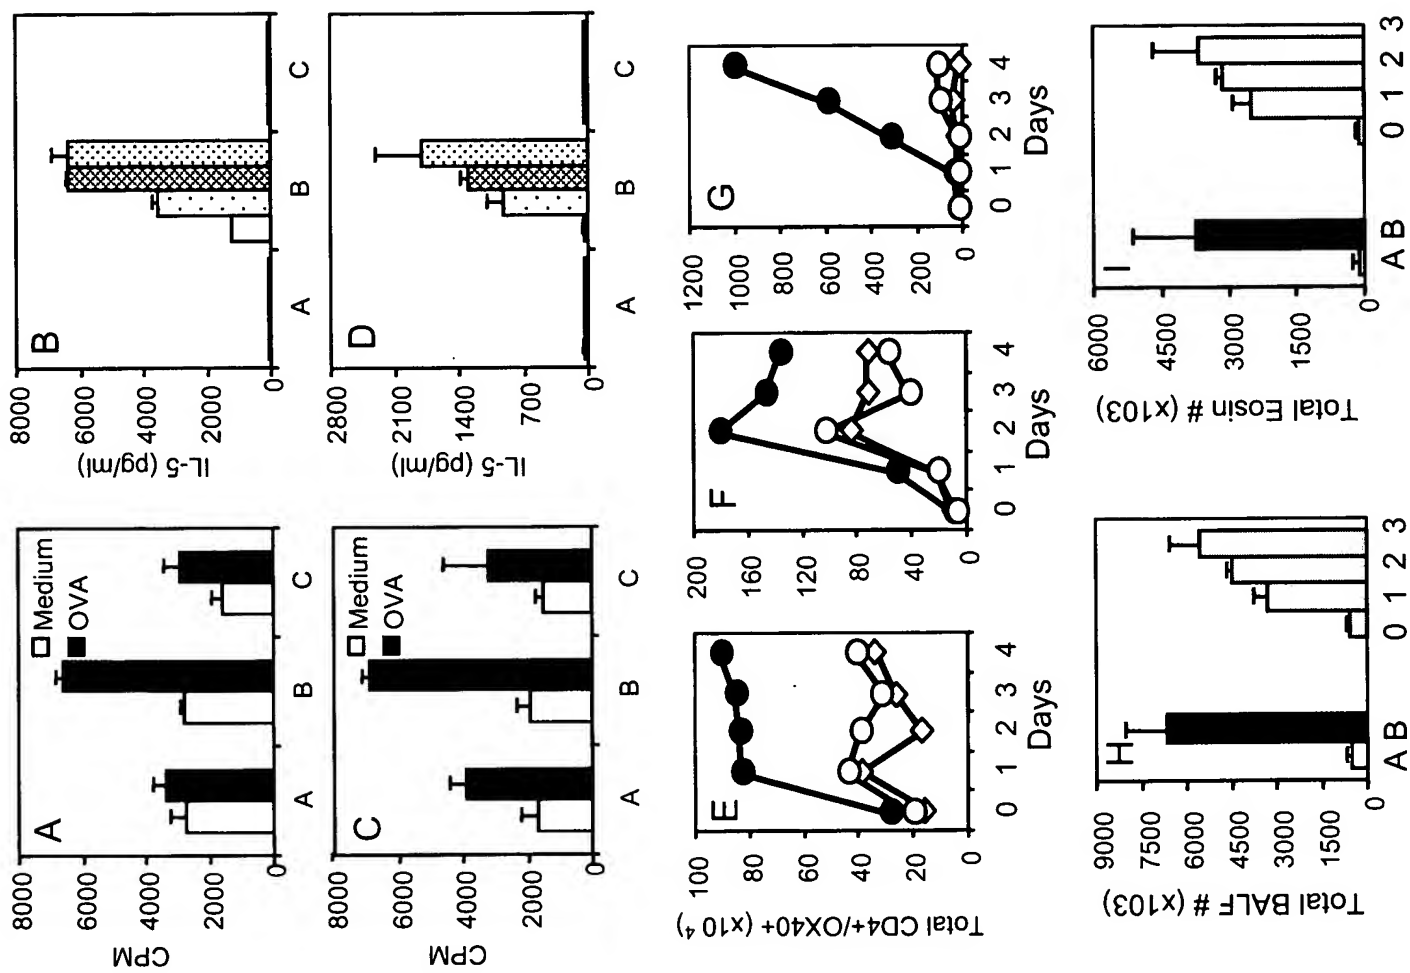 A
□ Medium
■ OVA
8000
6000
4000
2000
0
CPM
A
B
C
B
8000
6000
4000
2000
0
IL-5 (pg/ml)
A
B
C
C
□ Medium
■ OVA
8000
6000
4000
2000
0
CPM
A
B
C
D
2800
2100
1400
700
0
IL-5 (pg/ml)
A
B
C
E
100
80
60
40
20
0
Total CD4+/OX40+ (x10 4)
0 1 2 3 4
Days
F
200
160
120
80
40
0
0 1 2 3 4
Days
G
1200
1000
800
600
400
200
0
0 1 2 3 4
Days
H
9000
7500
6000
4500
3000
1500
0
Total BALF # (x103)
A B 0 1 2 3
I
6000
4500
3000
1500
0
Total Eosin # (x103)
A B 0 1 2 3